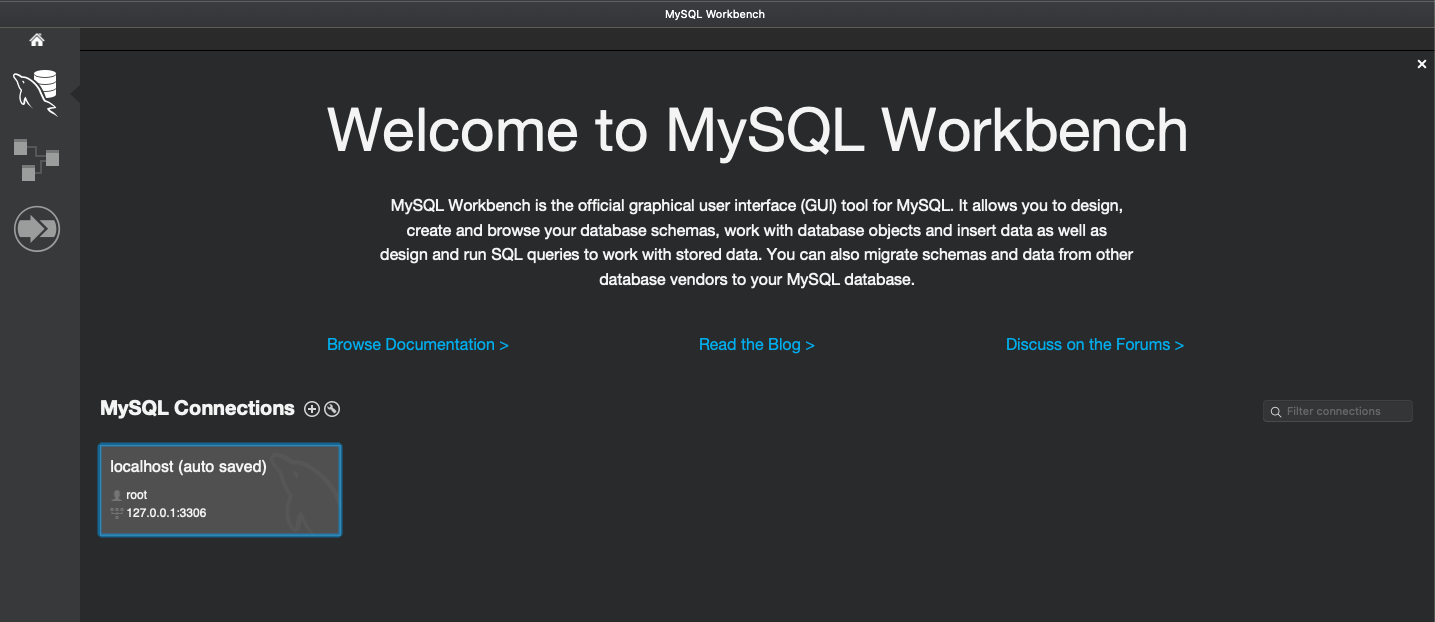 MySQL Workbench
Welcome to MySQL Workbench
MySQL Workbench is the official graphical user interface (GUI) tool for MySQL. It allows you to design,
create and browse your database schemas, work with database objects and insert data as well as
design and run SQL queries to work with stored data. You can also migrate schemas and data from other
database vendors to your MySQL database.
Browse Documentation >
Read the Blog >
Discuss on the Forums >
MySQL Connections
Filter connections
localhost (auto saved)
root
127.0.0.1:3306